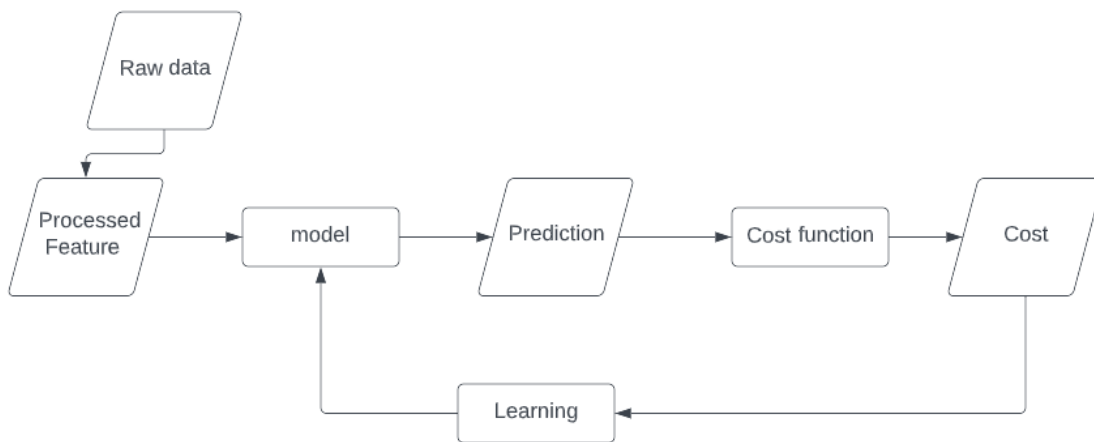 Raw data
Processed
Feature
model
Prediction
Cost function
Cost
Learning